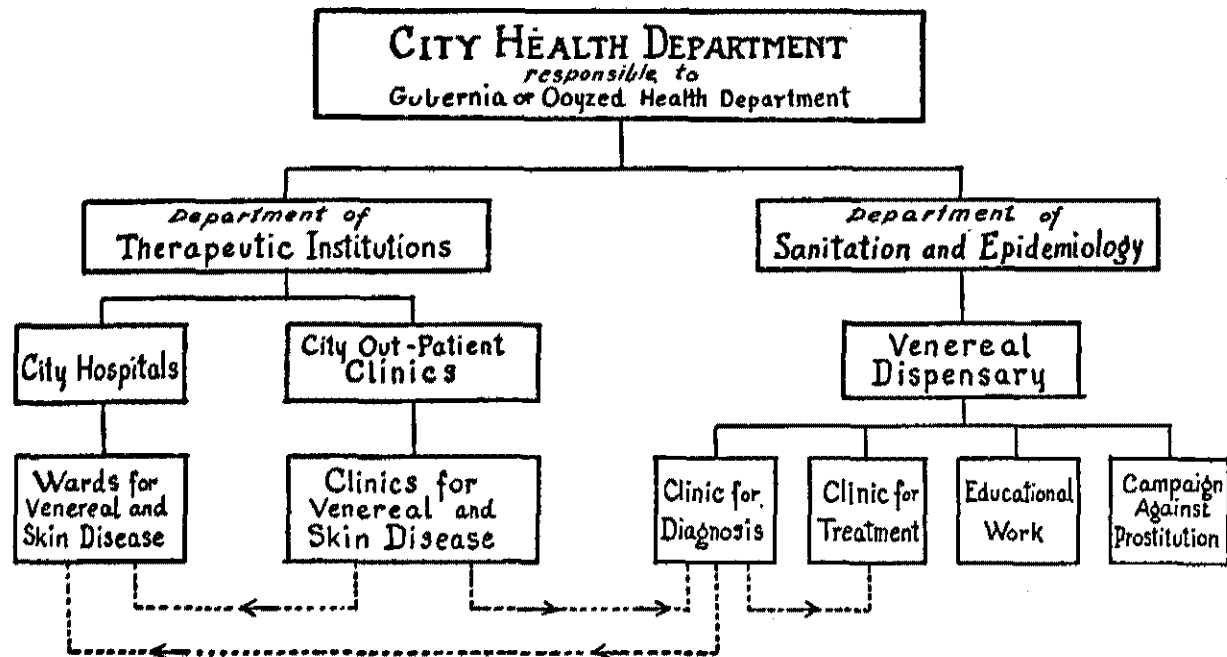 CITY HEALTH DEPARTMENT
responsible to
Gubernia or Ooyzed Health Department
Department of
Therapeutic Institutions
Department of
Sanitation and Epidemiology
City Hospitals
City Out-Patient
Clinics
Venereal
Dispensary
Wards for
Venereal and
Skin Disease
Clinics for
Venereal and
Skin Disease
Clinic for
Diagnosis
Clinic for
Treatment
Educational
Work
Campaign
Against
Prostitution